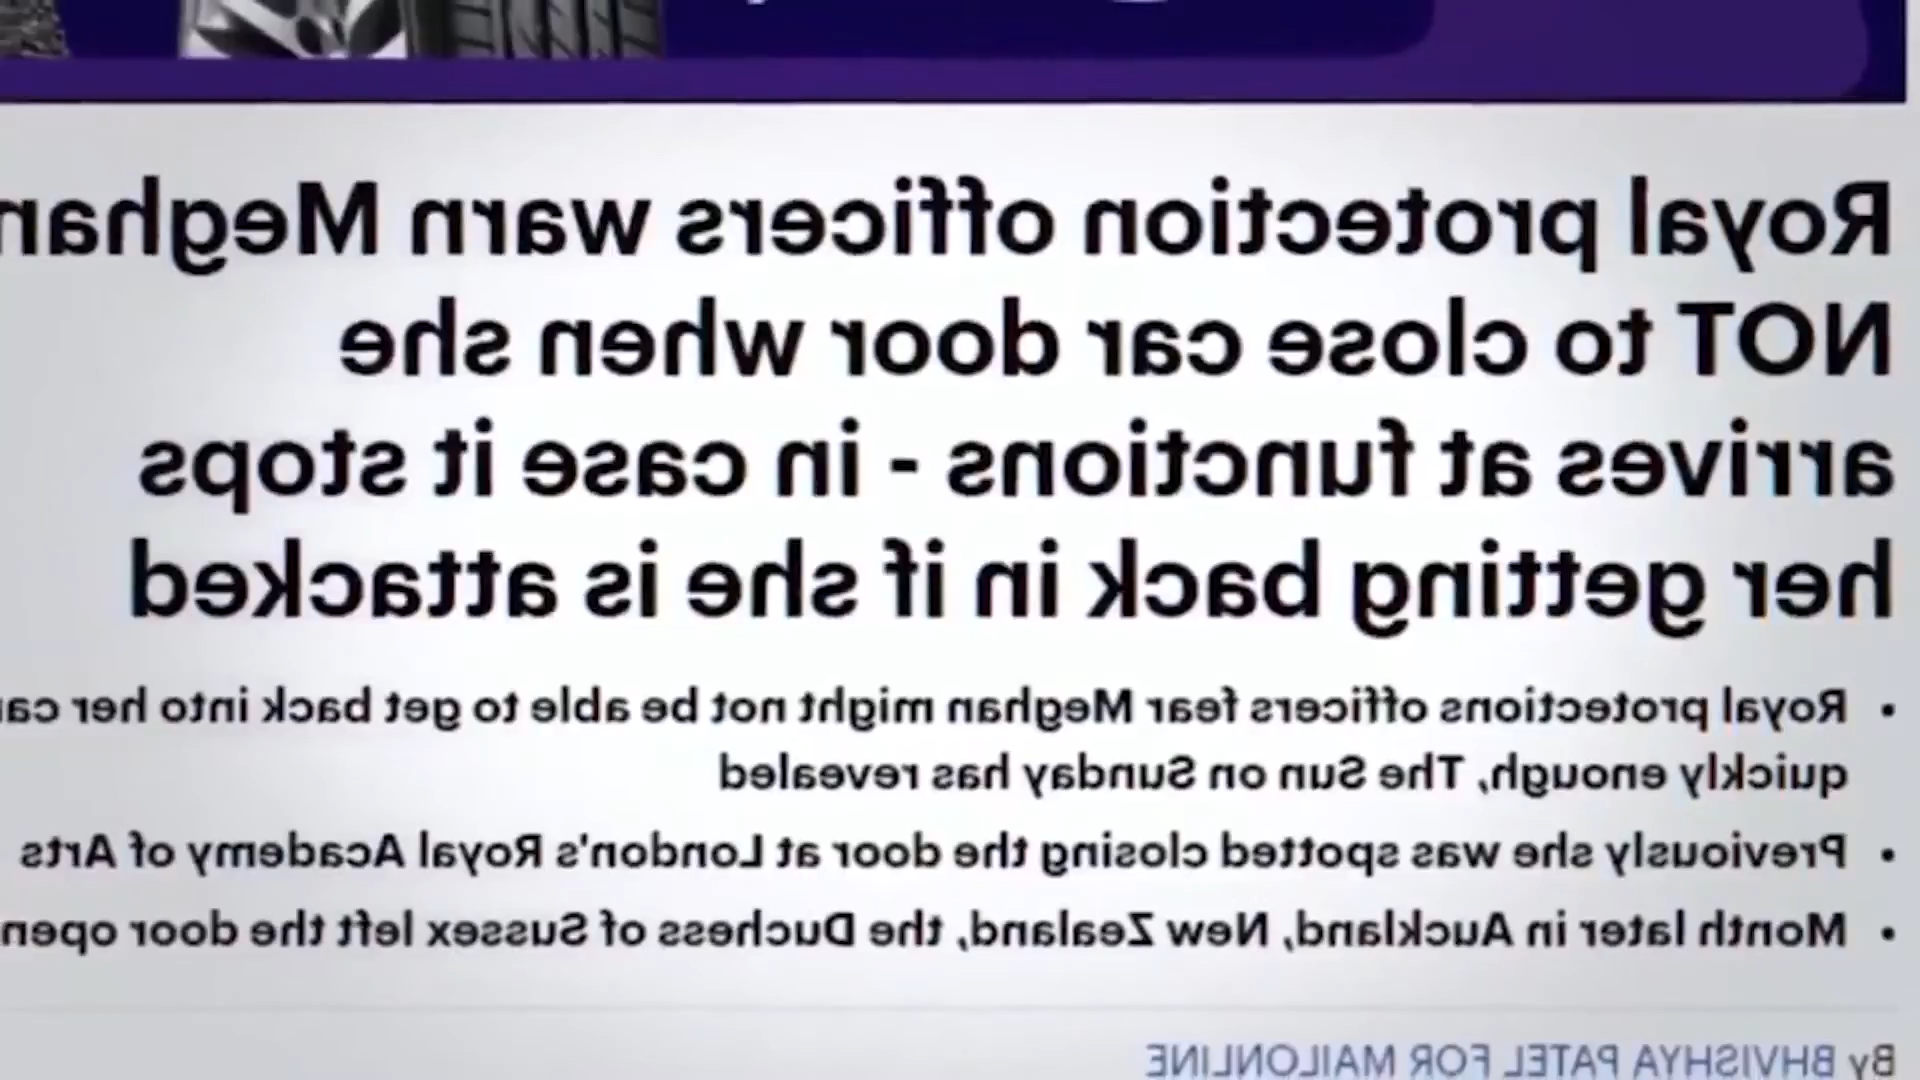 Royal protection officers warn Meghan
NOT to close car door when she
arrives at functions - in case it stops
her getting back in if she is attacked
• Royal protections officers fear Meghan might not be able to get back into her car
quickly enough, The Sun on Sunday has revealed
• Previously she was spotted closing the door at London's Royal Academy of Arts
• Month later in Auckland, New Zealand, the Duchess of Sussex left the door open
By BHVISHYA PATEL FOR MAILONLINE